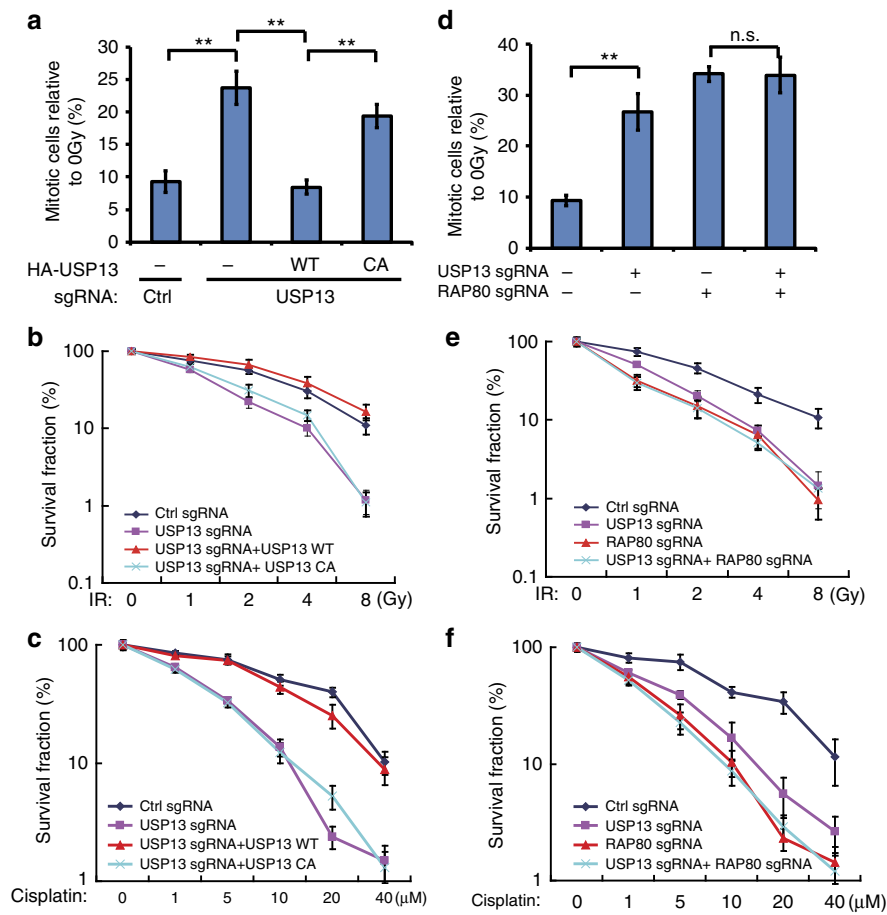 a
**
**
**
Mitotic cells relative
to 0Gy (%)
30
25
20
15
10
5
0
HA-USP13
–
–
WT
CA
sgRNA:
Ctrl
USP13
d
**
n.s.
Mitotic cells relative
to 0Gy (%)
40
35
30
20
10
0
USP13 sgRNA
–
+
–
+
RAP80 sgRNA
–
–
+
+
b
Survival fraction (%)
100
10
1
0.1
Ctrl sgRNA
USP13 sgRNA
USP13 sgRNA+USP13 WT
USP13 sgRNA+ USP13 CA
IR: 0 1 2 4 8 (Gy)
e
Survival fraction (%)
100
10
1
0.1
Ctrl sgRNA
USP13 sgRNA
RAP80 sgRNA
USP13 sgRNA+ RAP80 sgRNA
IR: 0 1 2 4 8 (Gy)
c
Survival fraction (%)
100
10
1
Ctrl sgRNA
USP13 sgRNA
USP13 sgRNA+USP13 WT
USP13 sgRNA+USP13 CA
Cisplatin: 0 1 5 10 20 40 (μM)
f
Survival fraction (%)
100
10
1
Ctrl sgRNA
USP13 sgRNA
RAP80 sgRNA
USP13 sgRNA+ RAP80 sgRNA
Cisplatin: 0 1 5 10 20 40 (μM)